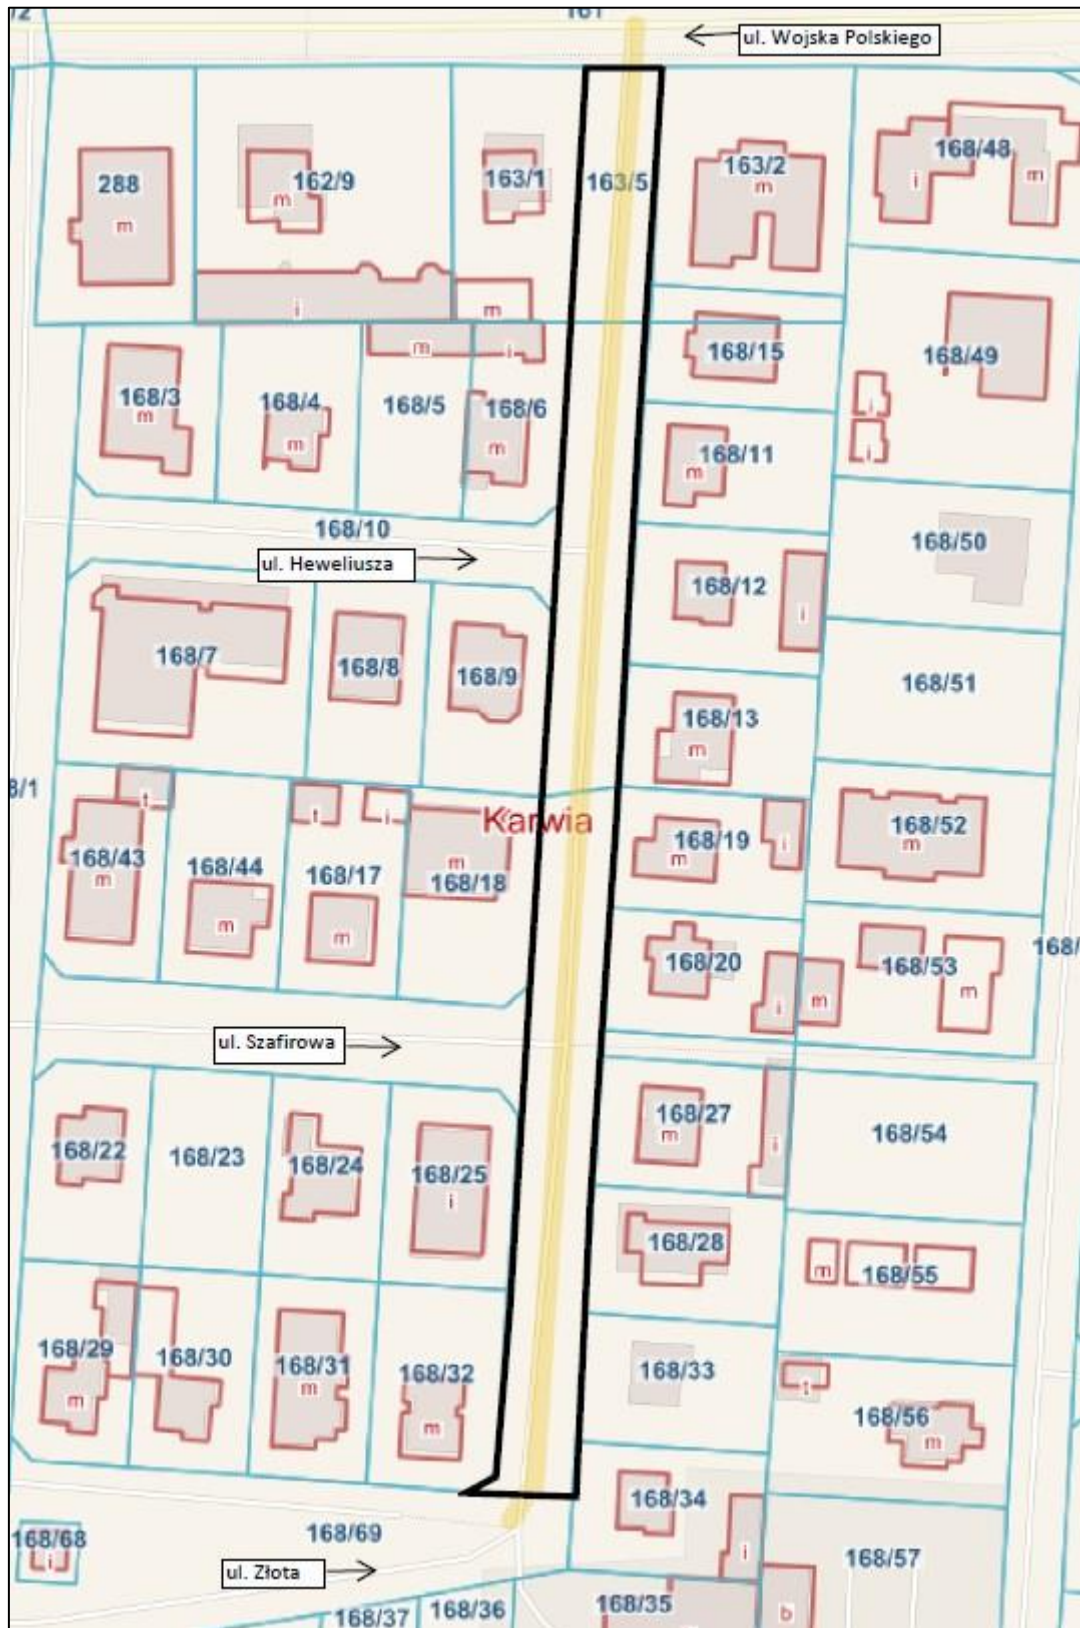 161
ul. Wojska Polskiego
288
m
162/9
m
163/1
163/5
163/2
m
168/48
i
m
i
m
168/3
m
168/4
m
m
168/5
i
168/6
m
168/15
168/49
i
i
168/11
m
168/10
ul. Heweliusza
168/50
168/12
i
168/7
168/8
168/9
168/51
168/13
m
8/1
t
i
Karwia
168/43
m
168/44
m
t
168/17
m
m
168/18
168/19
m
i
168/52
m
168/20
i
m
168/53
m
168/
ul. Szafirowa
168/22
168/23
168/24
168/25
i
168/27
m
i
168/54
168/28
m
168/55
168/29
m
168/30
168/31
m
168/32
m
168/33
t
168/56
m
168/34
i
168/68
i
168/69
168/57
ul. Złota
168/37
168/36
168/35
b